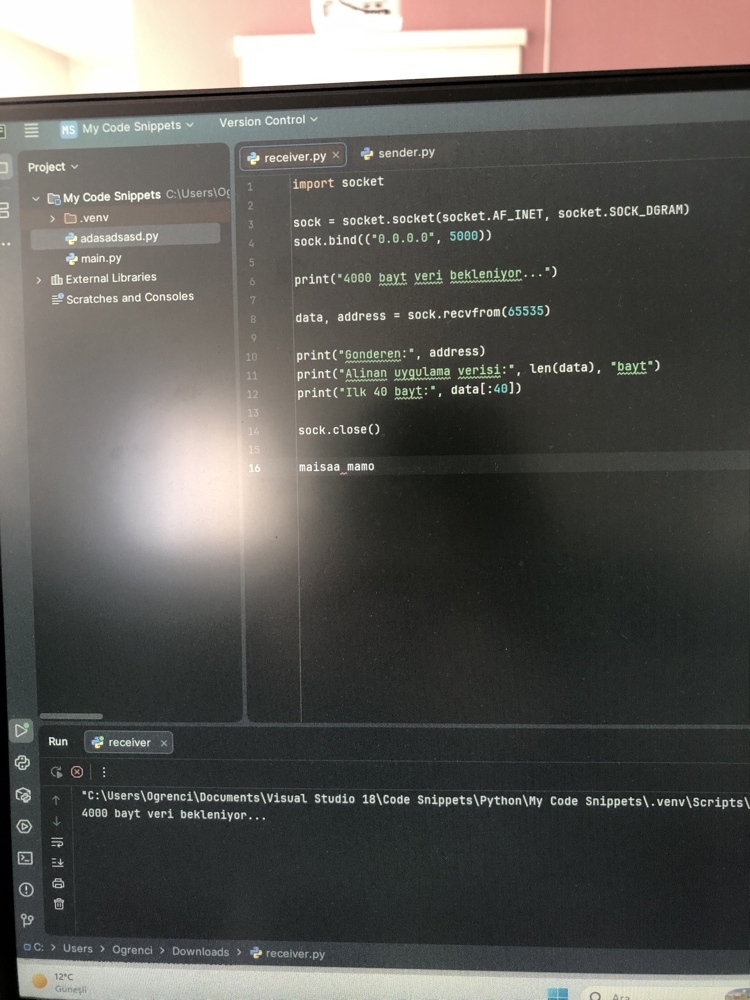 MS My Code Snippets Version Control
Project
receiver.py sender.py
My Code Snippets C:\Users\Og
.venv
adasadsasd.py
main.py
External Libraries
Scratches and Consoles
1 import socket
2
3 sock = socket.socket(socket.AF_INET, socket.SOCK_DGRAM)
4 sock.bind(("0.0.0.0", 5000))
5
6 print("4000 bayt veri bekleniyor...")
7
8 data, address = sock.recvfrom(65535)
9
10 print("Gonderen:", address)
11 print("Alinan uygulama verisi:", len(data), "bayt")
12 print("Ilk 40 bayt:", data[:40])
13
14 sock.close()
15
16 maisaa_mamo
Run receiver
"C:\Users\Ogrenci\Documents\Visual Studio 18\Code Snippets\Python\My Code Snippets\.venv\Scripts\
4000 bayt veri bekleniyor...
C: > Users > Ogrenci > Downloads > receiver.py
12°C
Güneşli
Ara